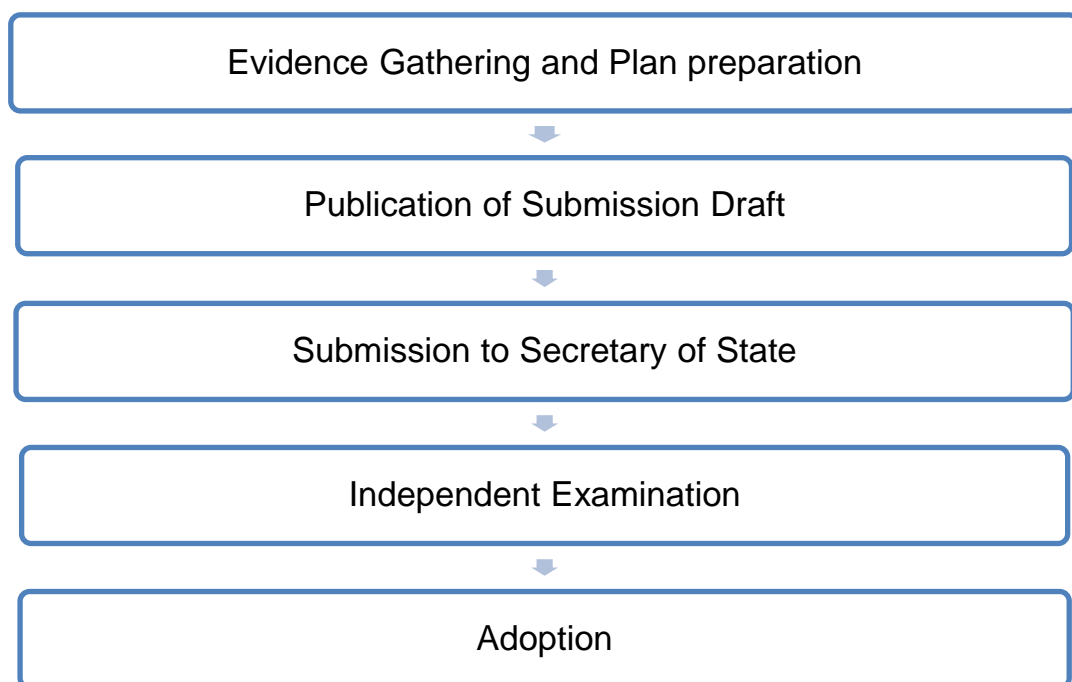 Evidence Gathering and Plan preparation
Publication of Submission Draft
Submission to Secretary of State
Independent Examination
Adoption